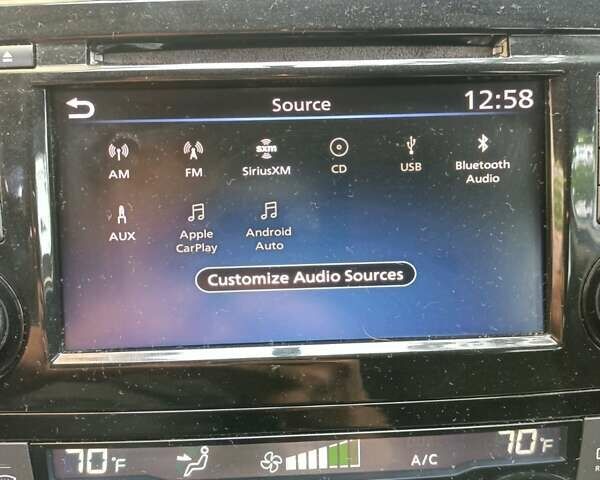 Source 12:58
AM FM SiriusXM CD USB Bluetooth Audio
sxm
AUX Apple CarPlay Android Auto
Customize Audio Sources
70°F A/C 70°F